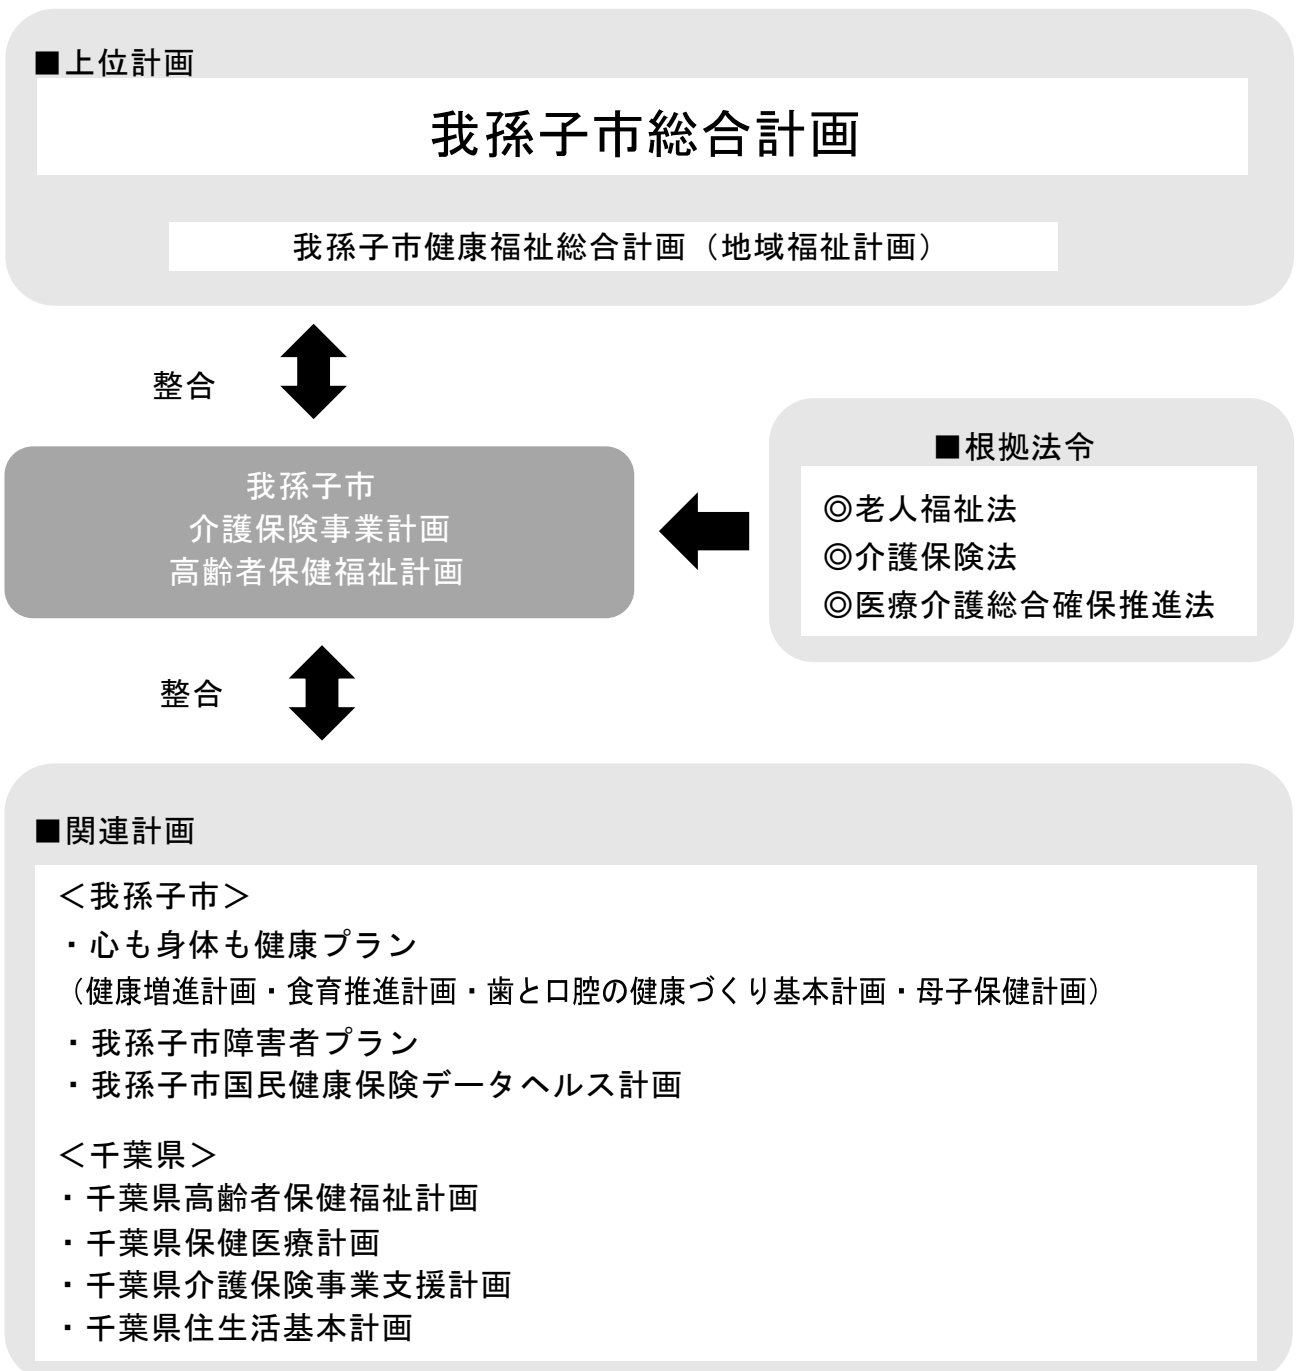 ■上位計画
我孫子市総合計画
我孫子市健康福祉総合計画（地域福祉計画）
整合
我孫子市
介護保険事業計画
高齢者保健福祉計画
■根拠法令
◎老人福祉法
◎介護保険法
◎医療介護総合確保推進法
整合
■関連計画
＜我孫子市＞
・心も身体も健康プラン
（健康増進計画・食育推進計画・歯と口腔の健康づくり基本計画・母子保健計画）
・我孫子市障害者プラン
・我孫子市国民健康保険データヘルス計画
＜千葉県＞
・千葉県高齢者保健福祉計画
・千葉県保健医療計画
・千葉県介護保険事業支援計画
・千葉県住生活基本計画